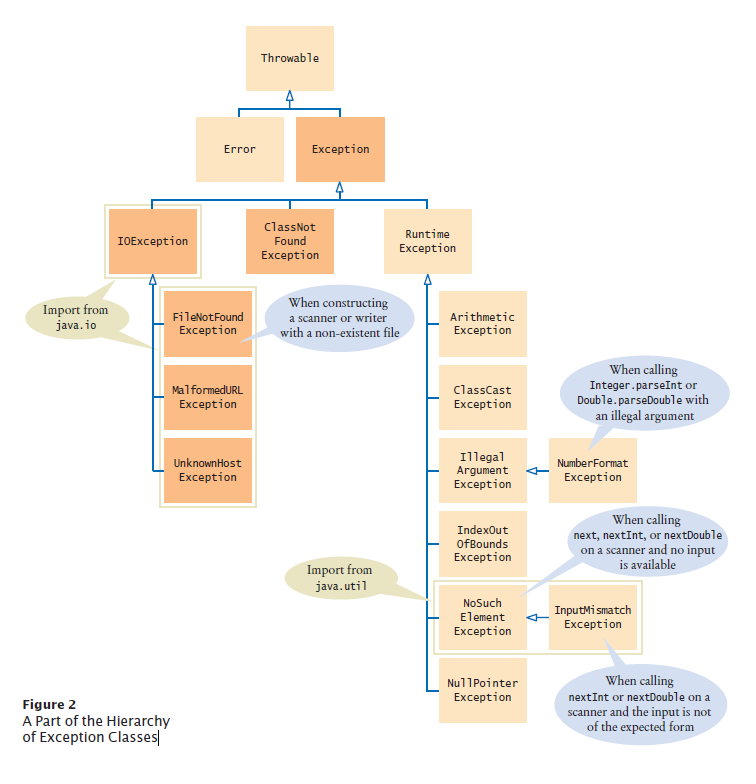 Throwable
Error
Exception
IOException
ClassNot
Found
Exception
Runtime
Exception
Import from
java.io
FileNotFound
Exception
When constructing
a scanner or writer
with a non-existent file
Arithmetic
Exception
MalformedURL
Exception
ClassCast
Exception
When calling
Integer.parseInt or
Double.parseDouble with
an illegal argument
UnknownHost
Exception
Illegal
Argument
Exception
NumberFormat
Exception
IndexOut
OfBounds
Exception
When calling
next, nextInt, or nextDouble
on a scanner and no input
is available
Import from
java.util
NoSuch
Element
Exception
InputMismatch
Exception
NullPointer
Exception
When calling
nextInt or nextDouble on a
scanner and the input is not
of the expected form
Figure 2
A Part of the Hierarchy
of Exception Classes